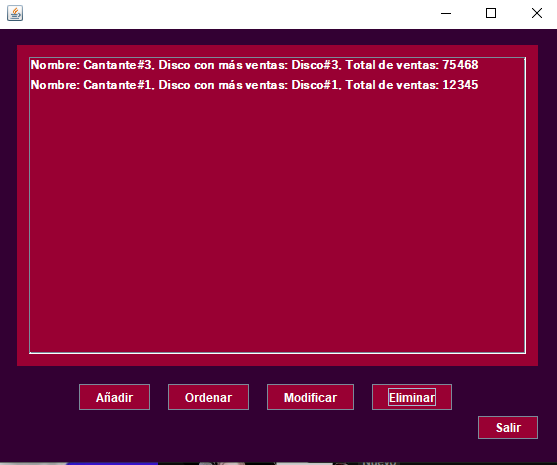 Nombre: Cantante#3, Disco con más ventas: Disco#3, Total de ventas: 75468
Nombre: Cantante#1, Disco con más ventas: Disco#1, Total de ventas: 12345
Añadir Ordenar Modificar Eliminar
Salir